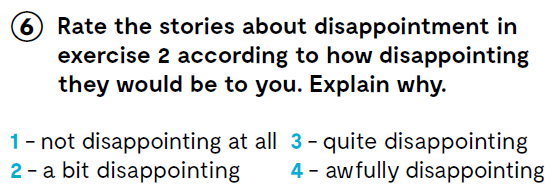 6 Rate the stories about disappointment in
exercise 2 according to how disappointing
they would be to you. Explain why.
1 – not disappointing at all 3 – quite disappointing
2 – a bit disappointing 4 – awfully disappointing